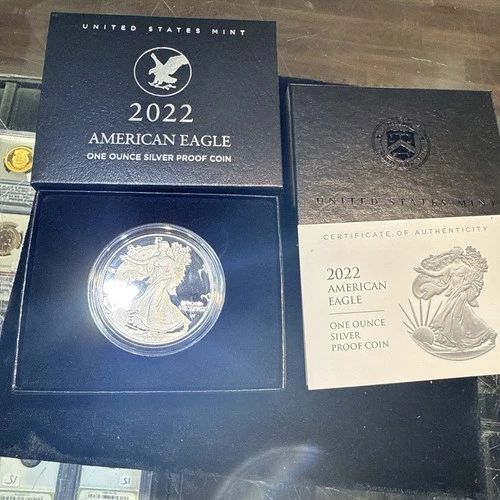 UNITED STATES MINT
2022
AMERICAN EAGLE
ONE OUNCE SILVER PROOF COIN
UNITED STATES MINT
CERTIFICATE OF AUTHENTICITY
2022
AMERICAN
EAGLE
ONE OUNCE
SILVER
PROOF COIN